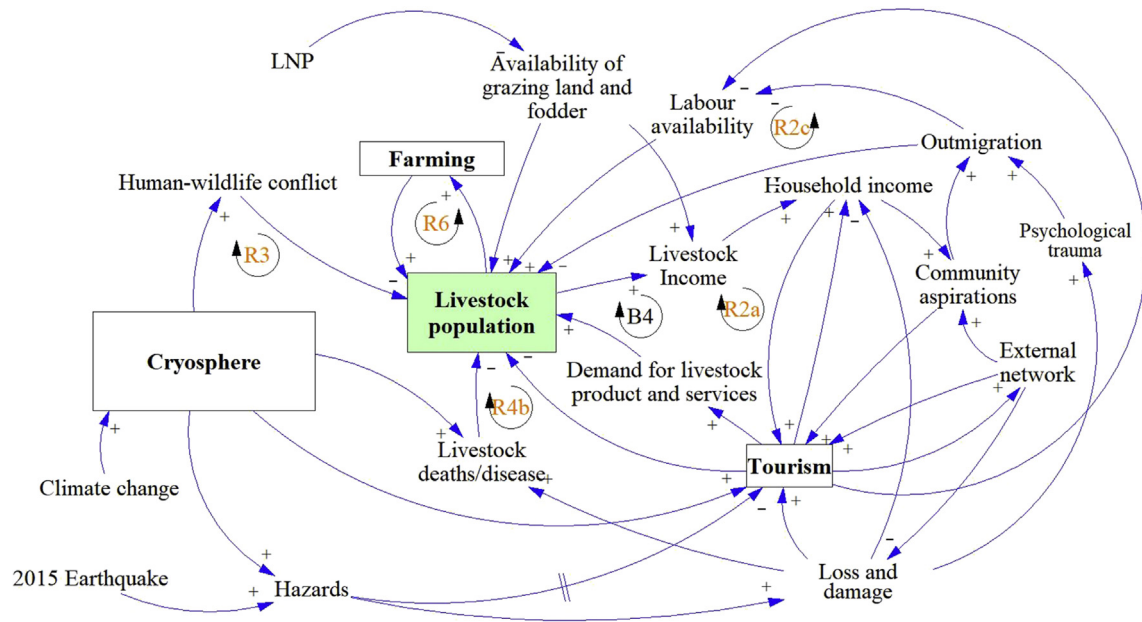 LNP
Availability of
grazing land and
fodder
Labour
availability
R2c
Outmigration
Farming
Human-wildlife conflict
Household income
R6
R3
Psychological
trauma
Livestock
Income
Community
aspirations
Livestock
population
B4
R2a
Cryosphere
External
network
Demand for livestock
product and services
R4b
Livestock
deaths/disease
Tourism
Climate change
Loss and
damage
2015 Earthquake
Hazards